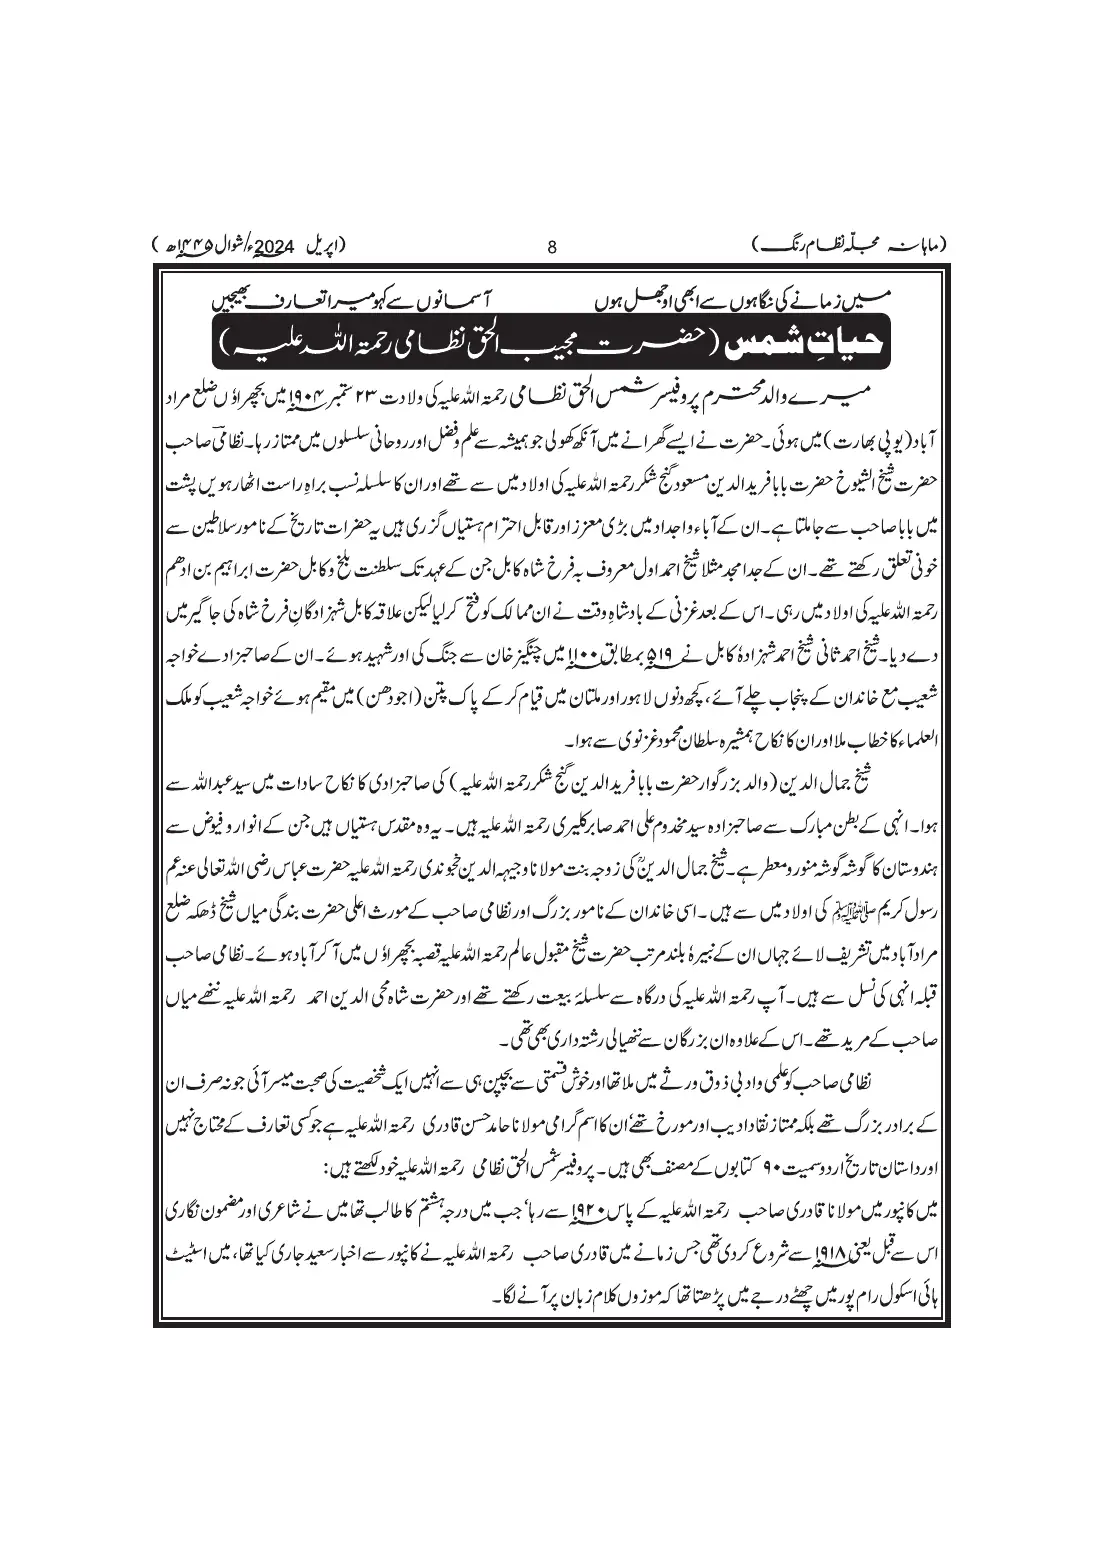 (ماہانہ مجلّہ نظام رنگ)
8
(اپریل 2024ء/شوال ۱۴۴۵ھ)
میں زمانے کی نگاہوں سے ابھی اوجھل ہوں آسمانوں سے کہو میرا تعارف بھیجیں
حیاتِ شمس (حضرت مجیب الحق نظامی رحمۃ اللہ علیہ)
میرے والد محترم پروفیسر شمس الحق نظامی رحمۃ اللہ علیہ کی ولادت ۲۳ ستمبر ۱۹۰۴؁ میں بچھراؤں ضلع مراد
آباد (یوپی بھارت) میں ہوئی۔ حضرت نے ایسے گھرانے میں آنکھ کھولی جو ہمیشہ سے علم و فضل اور روحانی سلسلوں میں ممتاز رہا۔ نظامیؒ صاحب
حضرت شیخ الشیوخ حضرت بابا فرید الدین مسعود گنج شکر رحمۃ اللہ علیہ کی اولاد میں سے تھے اور ان کا سلسلہ نسب براہِ راست اٹھارہویں پشت
میں بابا صاحب سے جا ملتا ہے۔ ان کے آباء و اجداد میں بڑی معزز اور قابل احترام ہستیاں گزری ہیں یہ حضرات تاریخ کے نامور سلاطین سے
خونی تعلق رکھتے تھے۔ ان کے جد امجد مثلا شیخ احمد اول معروف بہ فرخ شاہ کابل جن کے عہد تک سلطنت بلخ و کابل حضرت ابراہیم بن ادھم
رحمۃ اللہ علیہ کی اولاد میں رہی۔ اس کے بعد غزنی کے بادشاہِ وقت نے ان ممالک کو فتح کر لیا لیکن علاقہ کابل شہزادگانِ فرخ شاہ کی جاگیر میں
دے دیا۔ شیخ احمد ثانی شیخ احمد شہزادۂ کابل نے ۵۱۹؁ بمطابق ۱۱۰۰؁ میں چنگیز خان سے جنگ کی اور شہید ہوئے۔ ان کے صاحبزادے خواجہ
شعیب مع خاندان کے پنجاب چلے آئے، کچھ دنوں لاہور اور ملتان میں قیام کر کے پاک پتن (اجودھن) میں مقیم ہوئے خواجہ شعیب کو ملک
العلماء کا خطاب ملا اور ان کا نکاح ہمشیرہ سلطان محمود غزنوی سے ہوا۔
شیخ جمال الدین (والد بزرگوار حضرت بابا فرید الدین گنج شکر رحمۃ اللہ علیہ) کی صاحبزادی کا نکاح سادات میں سید عبداللہ سے
ہوا۔ انہی کے بطن مبارک سے صاحبزادہ سید مخدوم علی احمد صابر کلیری رحمۃ اللہ علیہ ہیں۔ یہ وہ مقدس ہستیاں ہیں جن کے انوار و فیوض سے
ہندوستان کا گوشہ گوشہ منور و معطر ہے۔ شیخ جمال الدینؒ کی زوجہ بنت مولانا وجیہہ الدین خجوندی رحمۃ اللہ علیہ حضرت عباس رضی اللہ تعالی عنہ عم
رسول کریم ﷺ کی اولاد میں سے ہیں۔ اسی خاندان کے نامور بزرگ اور نظامی صاحب کے مورث اعلی حضرت بندگی میاں شیخ ڈھکہ ضلع
مراد آباد میں تشریف لائے جہاں ان کے نبیرۂ بلند مرتب حضرت شیخ مقبول عالم رحمۃ اللہ علیہ قصبہ بچھراؤں میں آ کر آباد ہوئے۔ نظامی صاحب
قبلہ انہی کی نسل سے ہیں۔ آپ رحمۃ اللہ علیہ کی درگاہ سے سلسلۂ بیعت رکھتے تھے اور حضرت شاہ محی الدین احمد رحمۃ اللہ علیہ ننھے میاں
صاحب کے مرید تھے۔ اس کے علاوہ ان بزرگان سے ننھیالی رشتہ داری بھی تھی۔
نظامی صاحب کو علمی و ادبی ذوق ورثے میں ملا تھا اور خوش قسمتی سے بچپن ہی سے انہیں ایک شخصیت کی صحبت میسر آئی جو نہ صرف ان
کے برادر بزرگ تھے بلکہ ممتاز نقاد ادیب اور مورخ تھے‘ ان کا اسم گرامی مولانا حامد حسن قادری رحمۃ اللہ علیہ ہے جو کسی تعارف کے محتاج نہیں
اور داستان تاریخ اردو سمیت ۹۰ کتابوں کے مصنف بھی ہیں۔ پروفیسر شمس الحق نظامی رحمۃ اللہ علیہ خود لکھتے ہیں:
میں کانپور میں مولانا قادری صاحب رحمۃ اللہ علیہ کے پاس ۱۹۲۰؁ سے رہا‘ جب میں درجہ ہشتم کا طالب تھا میں نے شاعری اور مضمون نگاری
اس سے قبل یعنی ۱۹۱۸؁ سے شروع کر دی تھی جس زمانے میں قادری صاحب رحمۃ اللہ علیہ نے کانپور سے اخبار سعید جاری کیا تھا، میں اسٹیٹ
ہائی اسکول رام پور میں چھٹے درجے میں پڑھتا تھا کہ موزوں کلام زبان پر آنے لگا۔